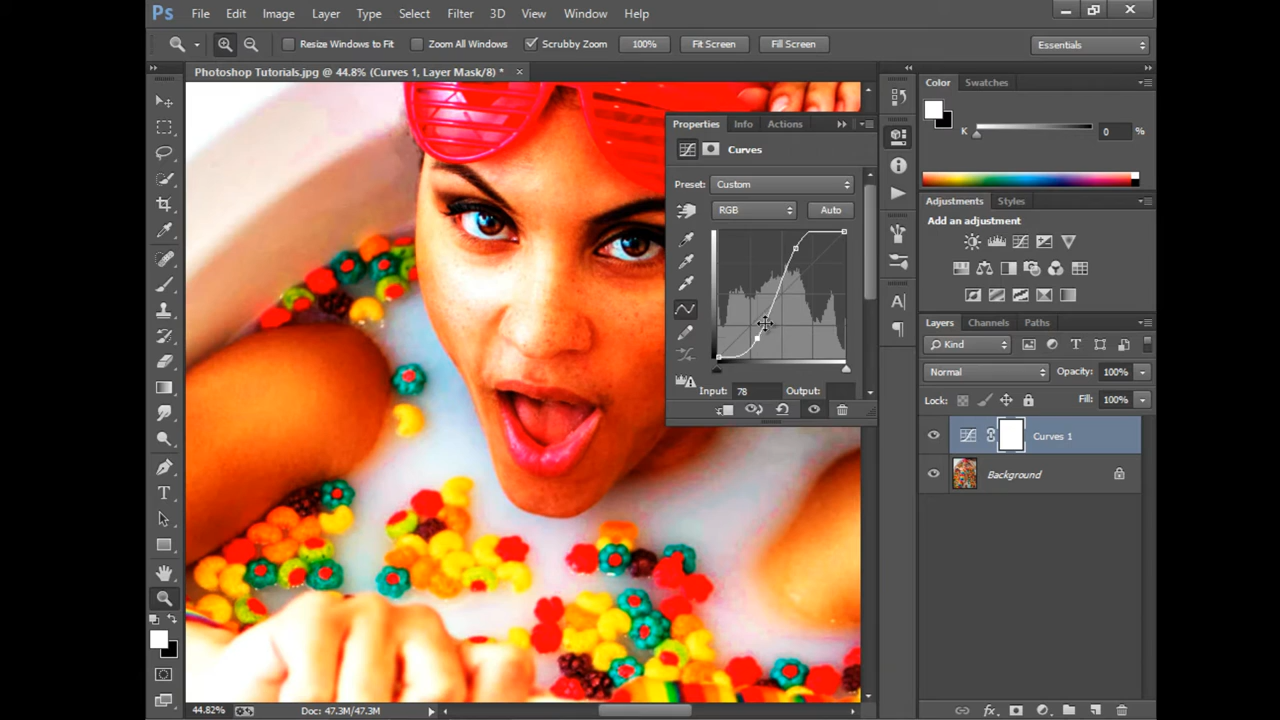 Ps File Edit Image Layer Type Select Filter 3D View Window Help
Resize Windows to Fit Zoom All Windows Scrubby Zoom 100% Fit Screen Fill Screen Essentials
Photoshop Tutorials.jpg @ 44.8% (Curves 1, Layer Mask/8) * ×
Color Swatches
K 0 %
Properties Info Actions
Curves
Preset: Custom
RGB Auto
Input: 78 Output:
Adjustments Styles
Add an adjustment
Layers Channels Paths
Kind
Normal Opacity: 100%
Lock: Fill: 100%
Curves 1
Background
44.82% Doc: 47.3M/47.3M